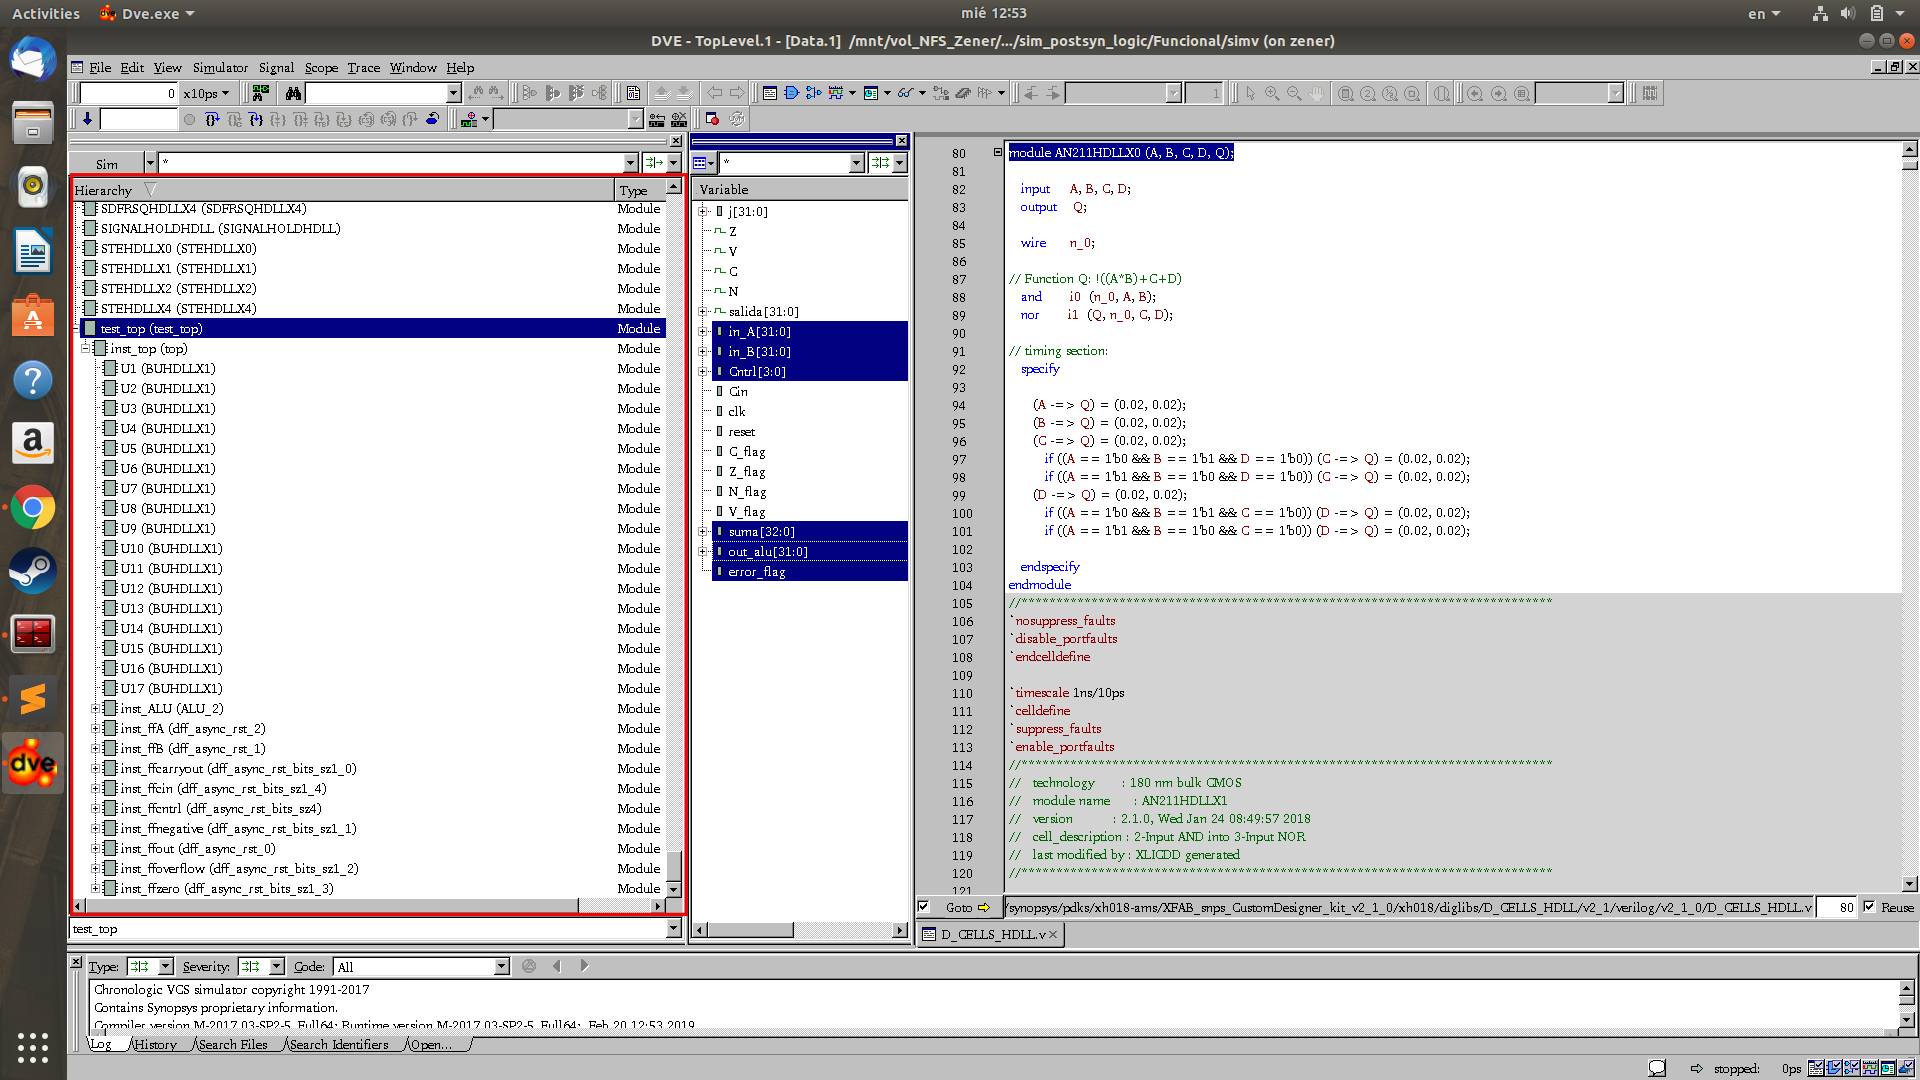 Activities Dve.exe mié 12:53 en
DVE - TopLevel.1 - [Data.1] /mnt/vol_NFS_Zener/.../sim_postsyn_logic/Funcional/simv (on zener)
File Edit View Simulator Signal Scope Trace Window Help
0 x10ps
1
Sim * *
Hierarchy Type
SDFRSQHDLLX4 (SDFRSQHDLLX4) Module
SIGNALHOLDHDLL (SIGNALHOLDHDLL) Module
STEHDLLX0 (STEHDLLX0) Module
STEHDLLX1 (STEHDLLX1) Module
STEHDLLX2 (STEHDLLX2) Module
STEHDLLX4 (STEHDLLX4) Module
test_top (test_top) Module
inst_top (top) Module
U1 (BUHDLLX1) Module
U2 (BUHDLLX1) Module
U3 (BUHDLLX1) Module
U4 (BUHDLLX1) Module
U5 (BUHDLLX1) Module
U6 (BUHDLLX1) Module
U7 (BUHDLLX1) Module
U8 (BUHDLLX1) Module
U9 (BUHDLLX1) Module
U10 (BUHDLLX1) Module
U11 (BUHDLLX1) Module
U12 (BUHDLLX1) Module
U13 (BUHDLLX1) Module
U14 (BUHDLLX1) Module
U15 (BUHDLLX1) Module
U16 (BUHDLLX1) Module
U17 (BUHDLLX1) Module
inst_ALU (ALU_2) Module
inst_ffA (dff_async_rst_2) Module
inst_ffB (dff_async_rst_1) Module
inst_ffcarryout (dff_async_rst_bits_sz1_0) Module
inst_ffcin (dff_async_rst_bits_sz1_4) Module
inst_ffcntrl (dff_async_rst_bits_sz4) Module
inst_ffnegative (dff_async_rst_bits_sz1_1) Module
inst_ffout (dff_async_rst_0) Module
inst_ffoverflow (dff_async_rst_bits_sz1_2) Module
inst_ffzero (dff_async_rst_bits_sz1_3) Module
test_top
Variable
j[31:0]
Z
V
C
N
salida[31:0]
in_A[31:0]
in_B[31:0]
Cntrl[3:0]
Cin
clk
reset
C_flag
Z_flag
N_flag
V_flag
suma[32:0]
out_alu[31:0]
error_flag
80 module AN211HDLLX0 (A, B, C, D, Q);
81
82 input A, B, C, D;
83 output Q;
84
85 wire n_0;
86
87 // Function Q: !((A*B)+C+D)
88 and i0 (n_0, A, B);
89 nor i1 (Q, n_0, C, D);
90
91 // timing section:
92 specify
93
94 (A -=> Q) = (0.02, 0.02);
95 (B -=> Q) = (0.02, 0.02);
96 (C -=> Q) = (0.02, 0.02);
97 if ((A == 1'b0 && B == 1'b1 && D == 1'b0)) (C -=> Q) = (0.02, 0.02);
98 if ((A == 1'b1 && B == 1'b0 && D == 1'b0)) (C -=> Q) = (0.02, 0.02);
99 (D -=> Q) = (0.02, 0.02);
100 if ((A == 1'b0 && B == 1'b1 && C == 1'b0)) (D -=> Q) = (0.02, 0.02);
101 if ((A == 1'b1 && B == 1'b0 && C == 1'b0)) (D -=> Q) = (0.02, 0.02);
102
103 endspecify
104 endmodule
105 //****************************************************************************
106 `nosuppress_faults
107 `disable_portfaults
108 `endcelldefine
109
110 `timescale 1ns/10ps
111 `celldefine
112 `suppress_faults
113 `enable_portfaults
114 //****************************************************************************
115 // technology : 180 nm bulk CMOS
116 // module name : AN211HDLLX1
117 // version : 2.1.0, Wed Jan 24 08:49:57 2018
118 // cell_description : 2-Input AND into 3-Input NOR
119 // last modified by : XLICDD generated
120 //****************************************************************************
121
Goto /synopsys/pdks/xh018-ams/XFAB_snps_CustomDesigner_kit_v2_1_0/xh018/diglibs/D_CELLS_HDLL/v2_1/verilog/v2_1_0/D_CELLS_HDLL.v 80 Reuse
D_CELLS_HDLL.v
Type: Severity: Code: All
Chronologic VCS simulator copyright 1991-2017
Contains Synopsys proprietary information.
Compiler version M-2017.03-SP2-5_Full64; Runtime version M-2017.03-SP2-5_Full64; Feb 20 12:53 2019
Log History Search Files Search Identifiers Open...
stopped: 0ps
dve